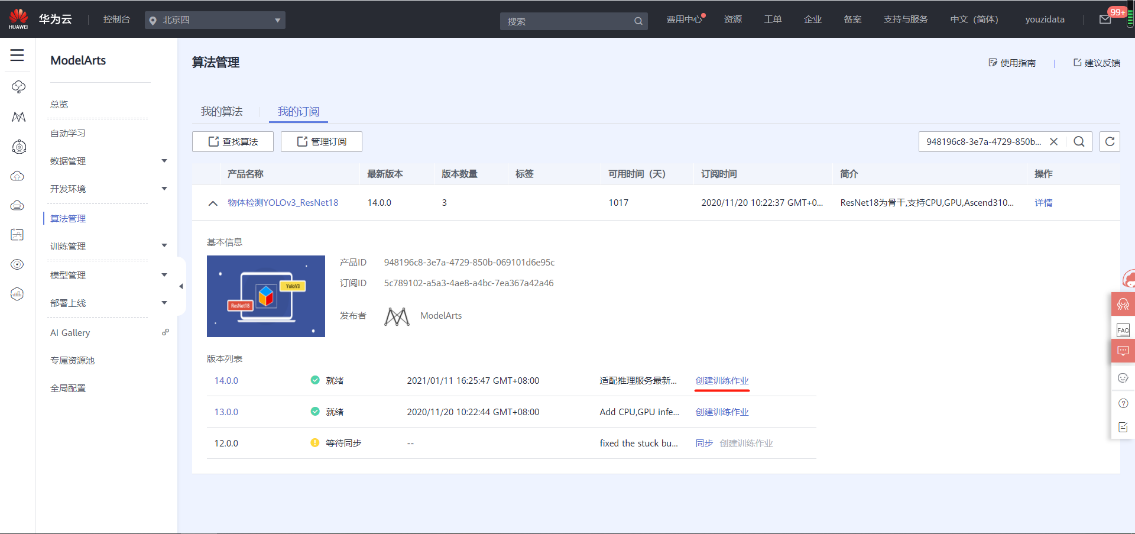 HUAWEI 华为云 控制台 北京四 搜索 费用中心 资源 工单 企业 备案 支持与服务 中文（简体） youzidata 99+
ModelArts
总览
自动学习
数据管理
开发环境
算法管理
训练管理
模型管理
部署上线
AI Gallery
专属资源池
全局配置
算法管理 使用指南 建议反馈
我的算法 我的订阅
查找算法 管理订阅 948196c8-3e7a-4729-850b...
产品名称 最新版本 版本数量 标签 可用时间（天） 订阅时间 简介 操作
物体检测YOLOv3_ResNet18 14.0.0 3 1017 2020/11/20 10:22:37 GMT+0... ResNet18为骨干,支持CPU,GPU,Ascend310... 详情
基本信息
ResNet18 YoloV3
产品ID 948196c8-3e7a-4729-850b-069101d6e95c
订阅ID 5c789102-a5a3-4ae8-a4bc-7ea367a42a46
发布者 ModelArts
版本列表
14.0.0 就绪 2021/01/11 16:25:47 GMT+08:00 适配推理服务最新... 创建训练作业
13.0.0 就绪 2020/11/20 10:22:44 GMT+08:00 Add CPU,GPU infe... 创建训练作业
12.0.0 等待同步 -- fixed the stuck bu... 同步 创建训练作业
FAQ